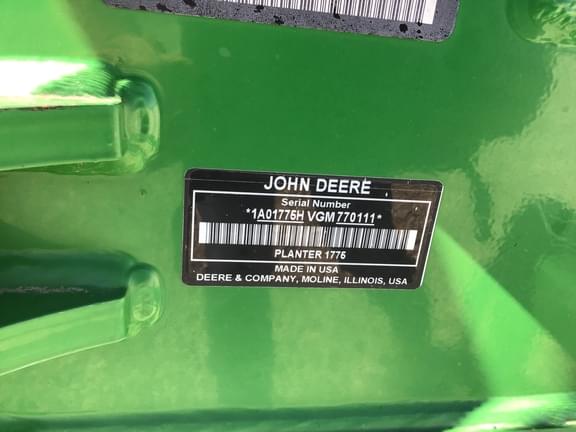 JOHN DEERE
Serial Number
*1A01775H VGM 770111*
PLANTER 1775
MADE IN USA
DEERE & COMPANY, MOLINE, ILLINOIS, USA